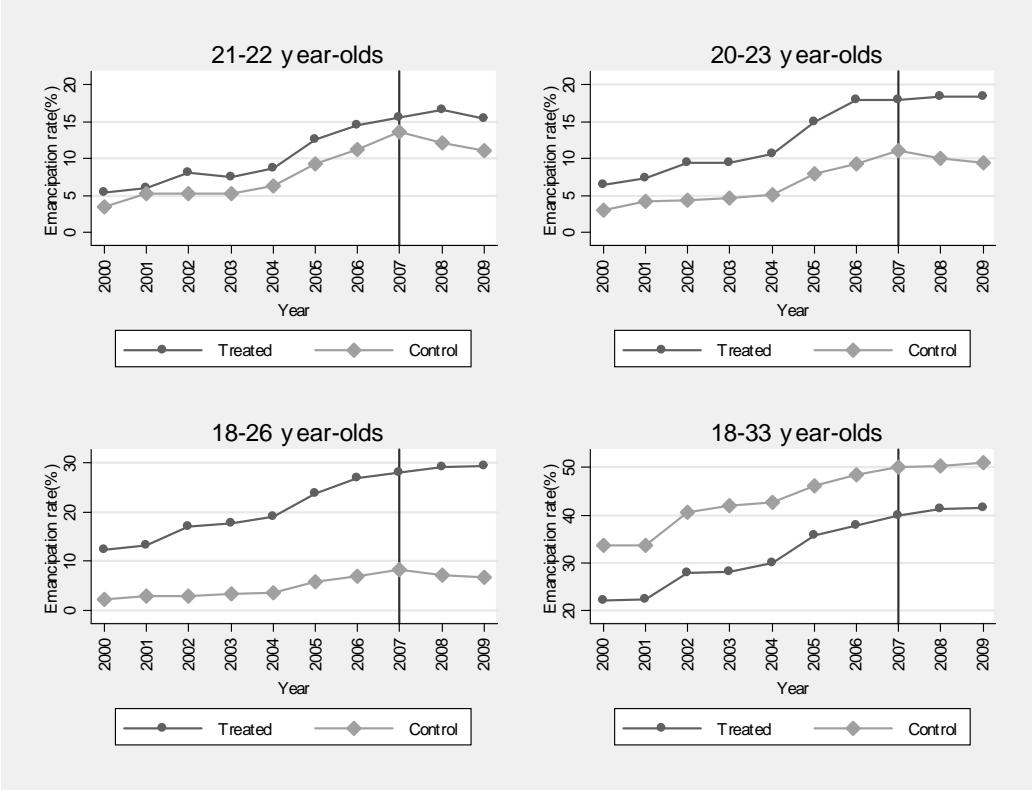 21-22 year-olds
Emancipation rate(%)
20
15
10
5
0
2000 2001 2002 2003 2004 2005 2006 2007 2008 2009
Year
Treated Control
20-23 year-olds
Emancipation rate(%)
20
15
10
5
0
2000 2001 2002 2003 2004 2005 2006 2007 2008 2009
Year
Treated Control
18-26 year-olds
Emancipation rate(%)
30
20
10
0
2000 2001 2002 2003 2004 2005 2006 2007 2008 2009
Year
Treated Control
18-33 year-olds
Emancipation rate(%)
50
40
30
20
2000 2001 2002 2003 2004 2005 2006 2007 2008 2009
Year
Treated Control